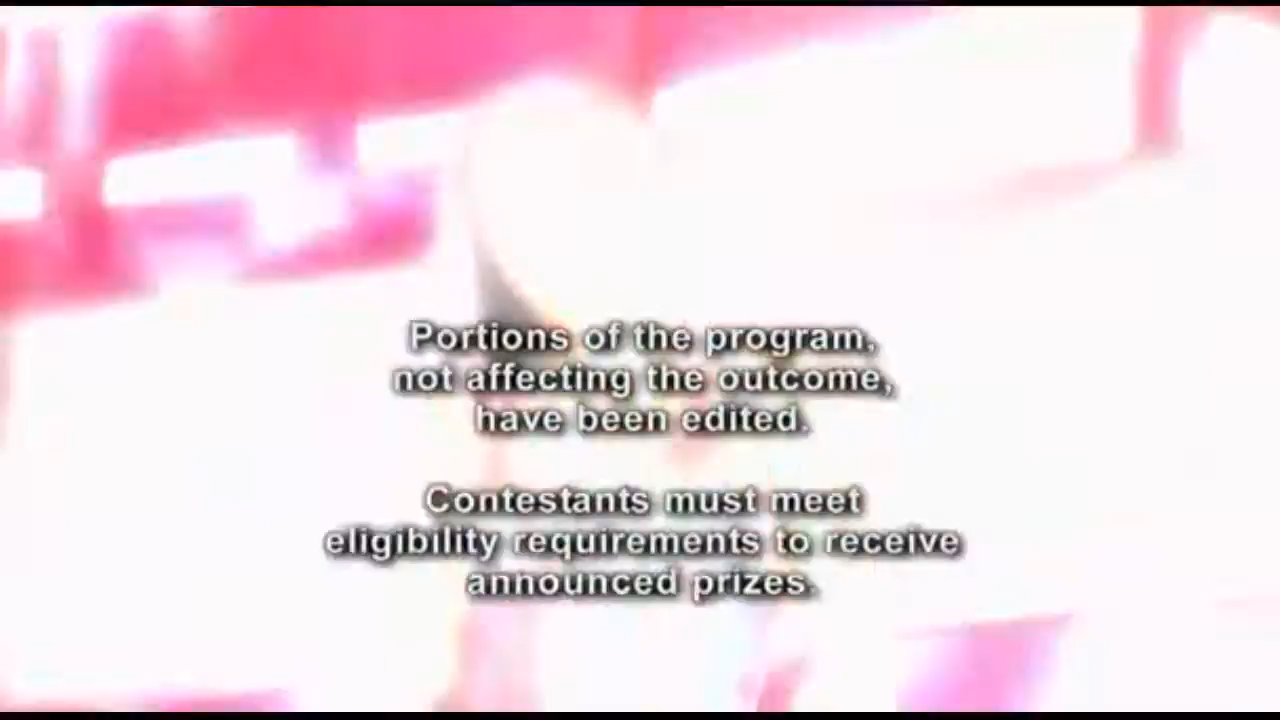 Portions of the program,
not affecting the outcome,
have been edited.
Contestants must meet
eligibility requirements to receive
announced prizes.